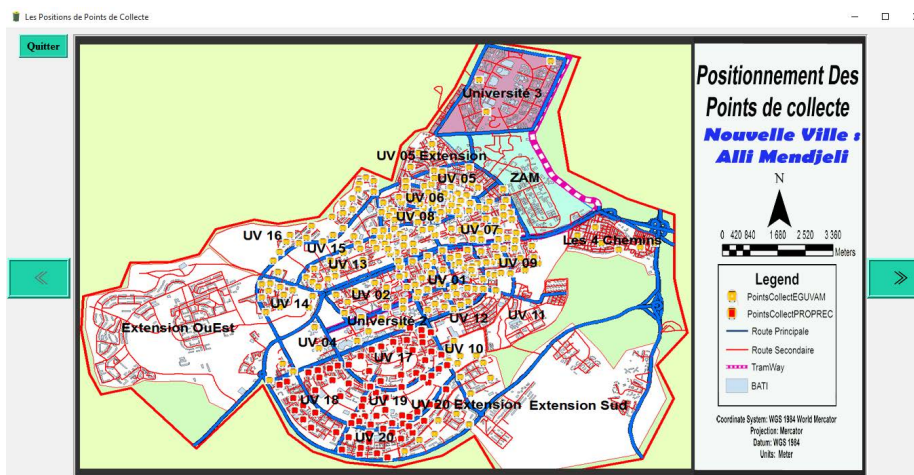 Les Positions de Points de Collecte
Quitter
Positionnement Des
Points de collecte
Nouvelle Ville :
Alli Mendjeli
N
0 420 840 1 680 2 520 3 360
Meters
Legend
PointsCollectEGUVAM
PointsCollectPROPREC
Route Principale
Route Secondaire
TramWay
BATI
Coordinate System: WGS 1984 World Mercator
Projection: Mercator
Datum: WGS 1984
Units: Meter
Université 3
UV 05 Extension
UV 05
ZAM
UV 06
UV 08
UV 07
UV 16
UV 15
Les 4 Chemins
UV 13
UV 09
UV 01
UV 14
UV 02
Extension OuEst
Université 2
UV 12
UV 11
UV 04
UV 10
UV 17
UV 18
UV 19
UV 20 Extension
Extension Sud
UV 20